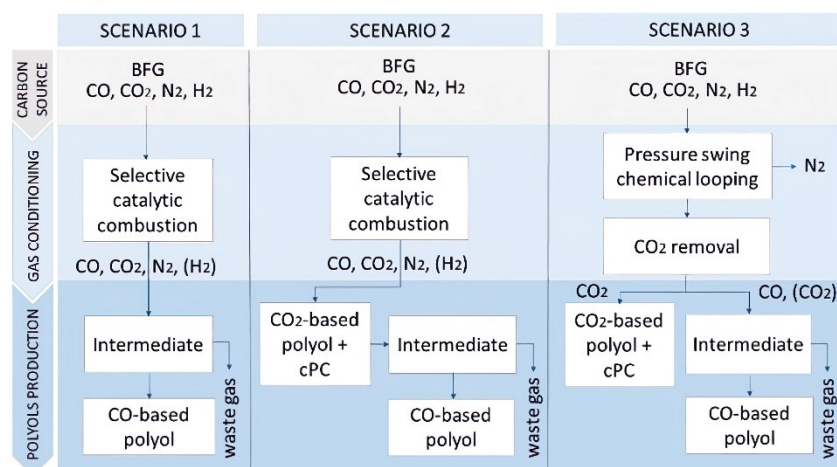 SCENARIO 1
SCENARIO 2
SCENARIO 3
CARBON
SOURCE
GAS CONDITIONING
POLYOLS PRODUCTION
BFG
CO, CO₂, N₂, H₂
Selective
catalytic
combustion
CO, CO₂, N₂, (H₂)
Intermediate
waste gas
CO-based
polyol
BFG
CO, CO₂, N₂, H₂
Selective
catalytic
combustion
CO, CO₂, N₂, (H₂)
CO₂-based
polyol +
cPC
Intermediate
waste gas
CO-based
polyol
BFG
CO, CO₂, N₂, H₂
Pressure swing
chemical looping
N₂
CO₂ removal
CO₂
CO, (CO₂)
CO₂-based
polyol +
cPC
Intermediate
waste gas
CO-based
polyol